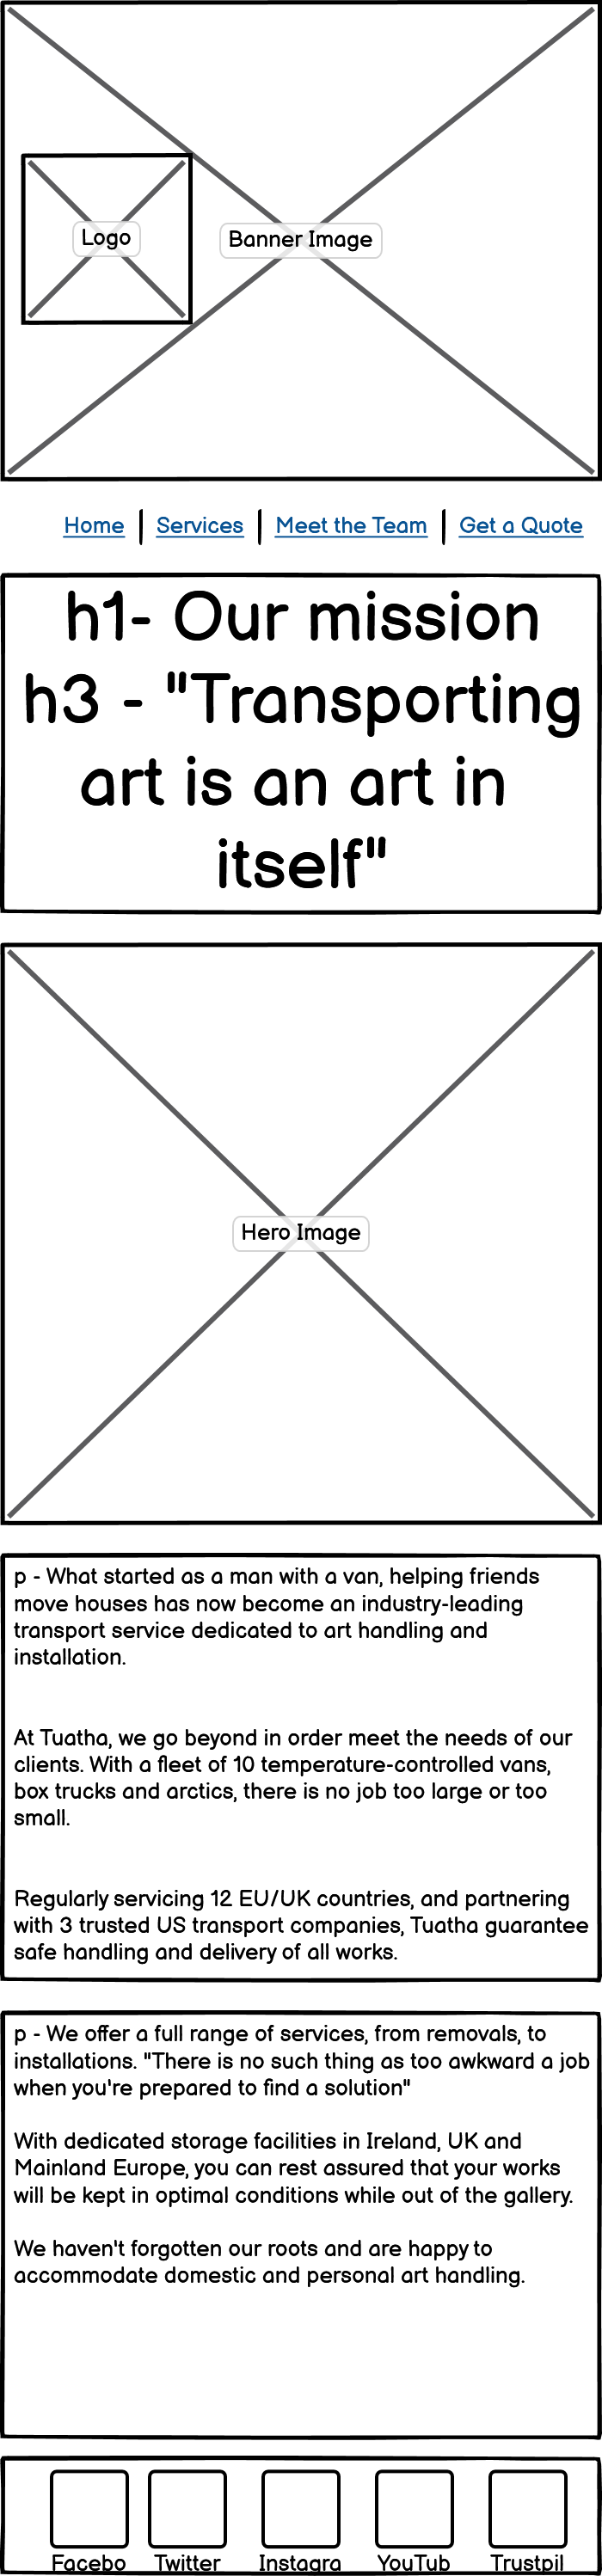 Logo
Banner Image
Home | Services | Meet the Team | Get a Quote
h1- Our mission
h3 - "Transporting
art is an art in
itself"
Hero Image
p - What started as a man with a van, helping friends
move houses has now become an industry-leading
transport service dedicated to art handling and
installation.
At Tuatha, we go beyond in order meet the needs of our
clients. With a fleet of 10 temperature-controlled vans,
box trucks and arctics, there is no job too large or too
small.
Regularly servicing 12 EU/UK countries, and partnering
with 3 trusted US transport companies, Tuatha guarantee
safe handling and delivery of all works.
p - We offer a full range of services, from removals, to
installations. "There is no such thing as too awkward a job
when you're prepared to find a solution"
With dedicated storage facilities in Ireland, UK and
Mainland Europe, you can rest assured that your works
will be kept in optimal conditions while out of the gallery.
We haven't forgotten our roots and are happy to
accommodate domestic and personal art handling.
Facebo Twitter Instagra YouTub Trustpil